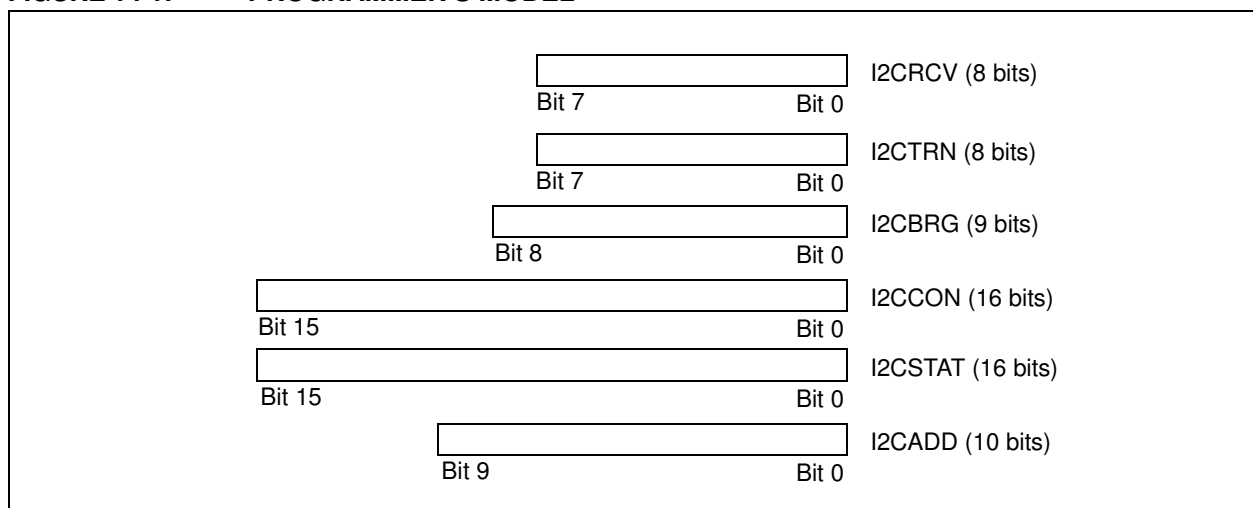 I2CRCV (8 bits)
Bit 7 Bit 0
I2CTRN (8 bits)
Bit 7 Bit 0
I2CBRG (9 bits)
Bit 8 Bit 0
I2CCON (16 bits)
Bit 15 Bit 0
I2CSTAT (16 bits)
Bit 15 Bit 0
I2CADD (10 bits)
Bit 9 Bit 0